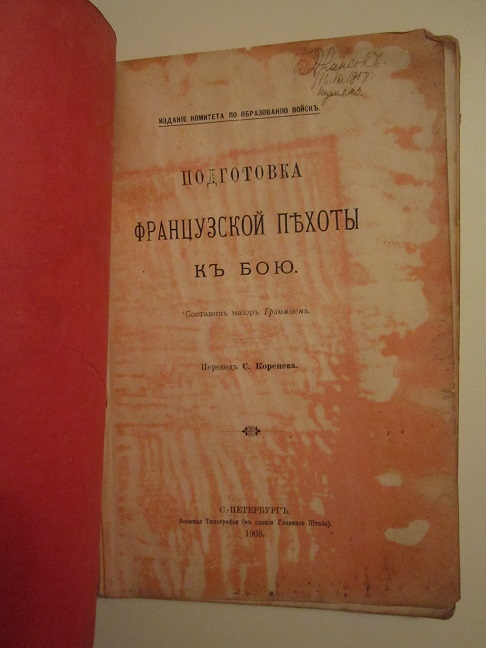 ИЗДАНІЕ КОМИТЕТА ПО ОБРАЗОВАНІЮ ВОЙСКЪ.
ПОДГОТОВКА
ФРАНЦУЗСКОЙ ПѢХОТЫ
КЪ БОЮ.
Составилъ маіоръ
Переводъ С. Коренева.
С.-ПЕТЕРБУРГЪ.
Военная Типографія (въ зданіи Главнаго Штаба).
1908.